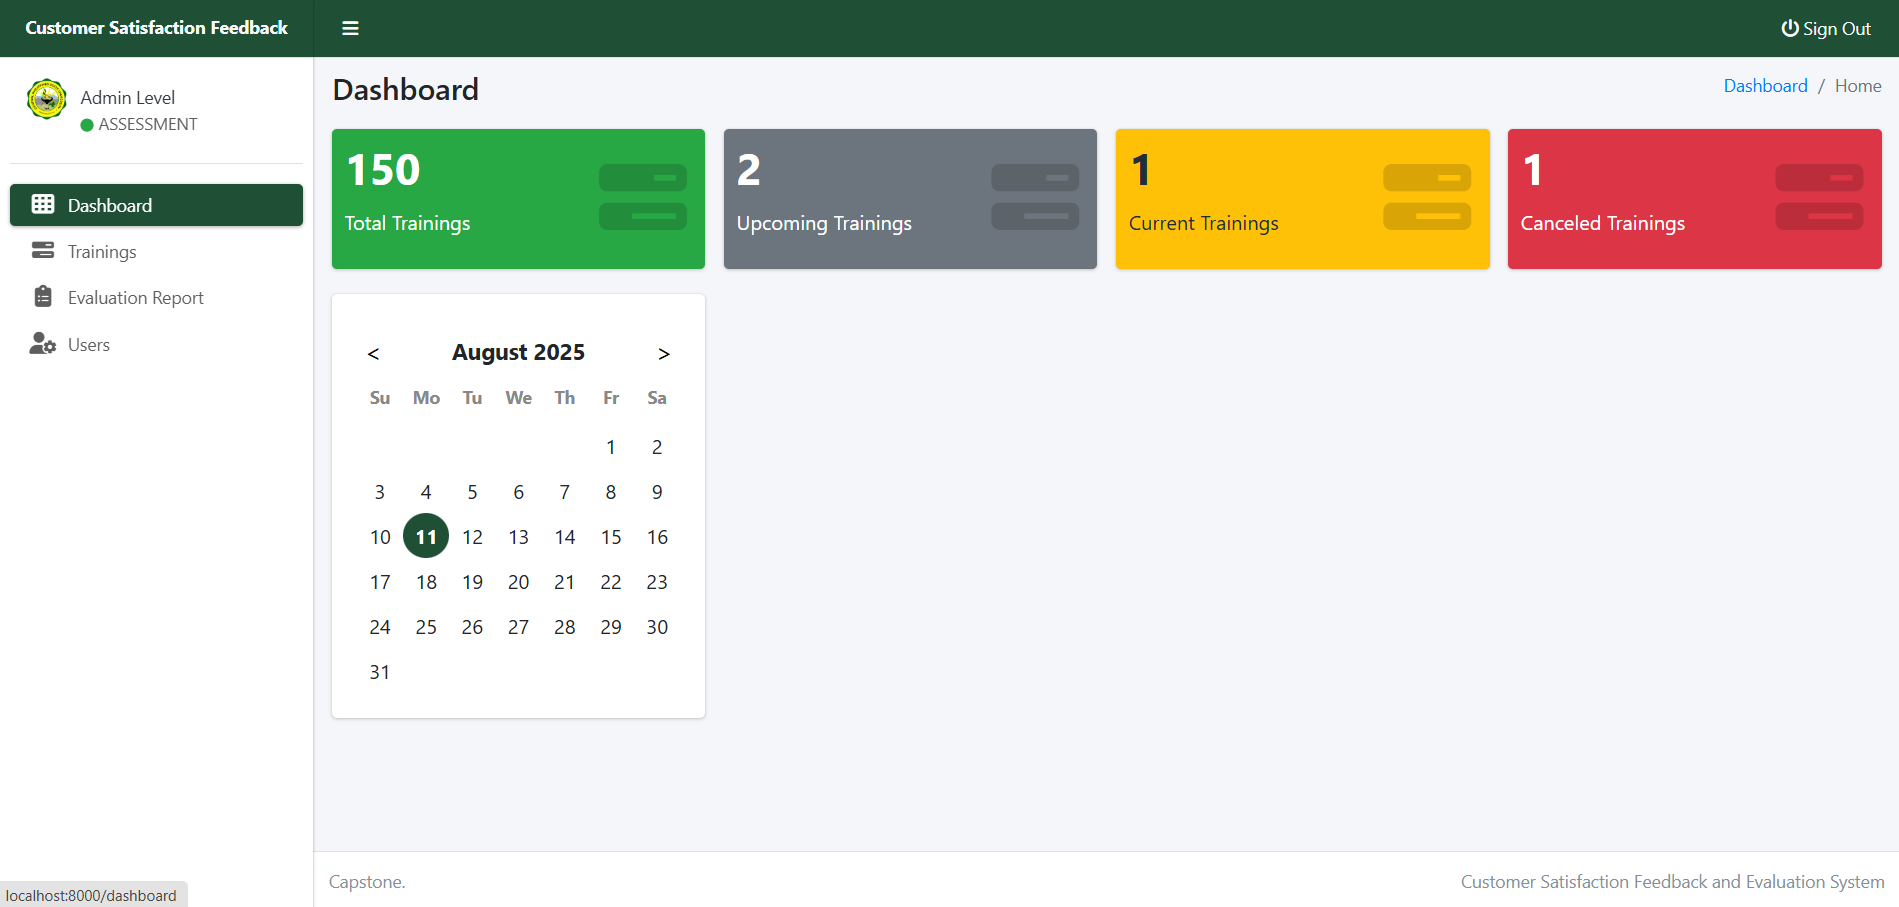 Customer Satisfaction Feedback
Sign Out
Admin Level
ASSESSMENT
Dashboard
Trainings
Evaluation Report
Users
Dashboard
Dashboard / Home
150
Total Trainings
2
Upcoming Trainings
1
Current Trainings
1
Canceled Trainings
< August 2025 >
Su Mo Tu We Th Fr Sa
1 2
3 4 5 6 7 8 9
10 11 12 13 14 15 16
17 18 19 20 21 22 23
24 25 26 27 28 29 30
31
Capstone.
Customer Satisfaction Feedback and Evaluation System
localhost:8000/dashboard